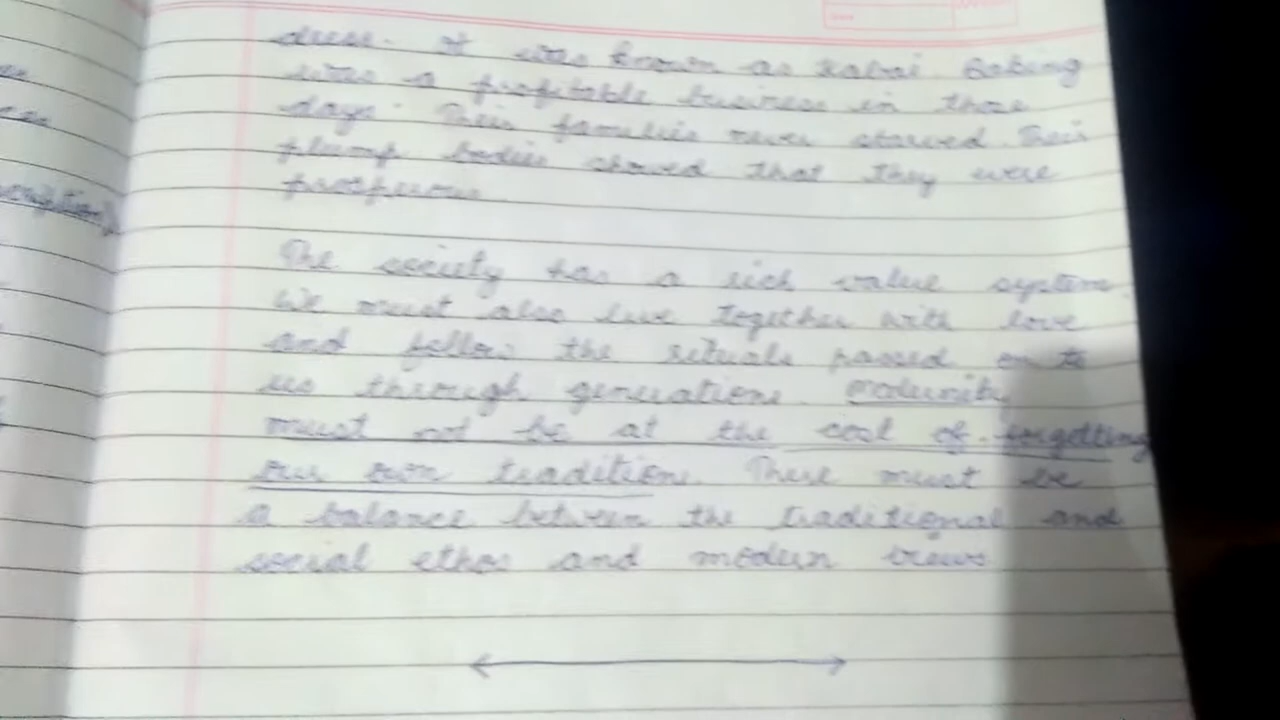 dress. It was known as Kabai. Baking
was a profitable business in those
days. Their families never starved. Their
plump bodies showed that they were
prosperous.
The society has a rich value system.
We must also live together with love
and follow the rituals passed on to
us through generations. Modernity
must not be at the cost of forgetting
our own tradition. There must be
a balance between the traditional and
social ethos and modern views